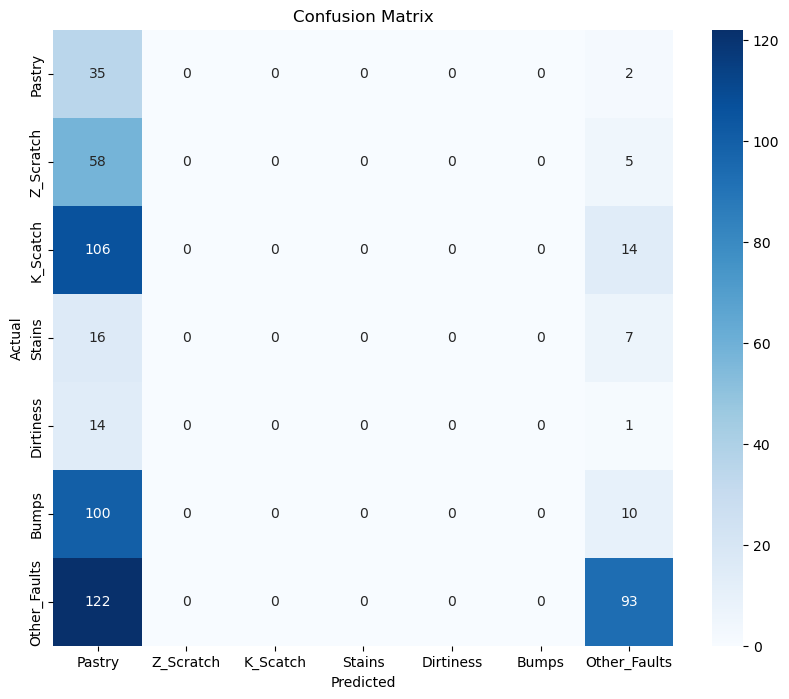 Confusion Matrix
Actual
Pastry 35 0 0 0 0 0 2
Z_Scratch 58 0 0 0 0 0 5
K_Scatch 106 0 0 0 0 0 14
Stains 16 0 0 0 0 0 7
Dirtiness 14 0 0 0 0 0 1
Bumps 100 0 0 0 0 0 10
Other_Faults 122 0 0 0 0 0 93
Pastry Z_Scratch K_Scatch Stains Dirtiness Bumps Other_Faults
Predicted
120
100
80
60
40
20
0